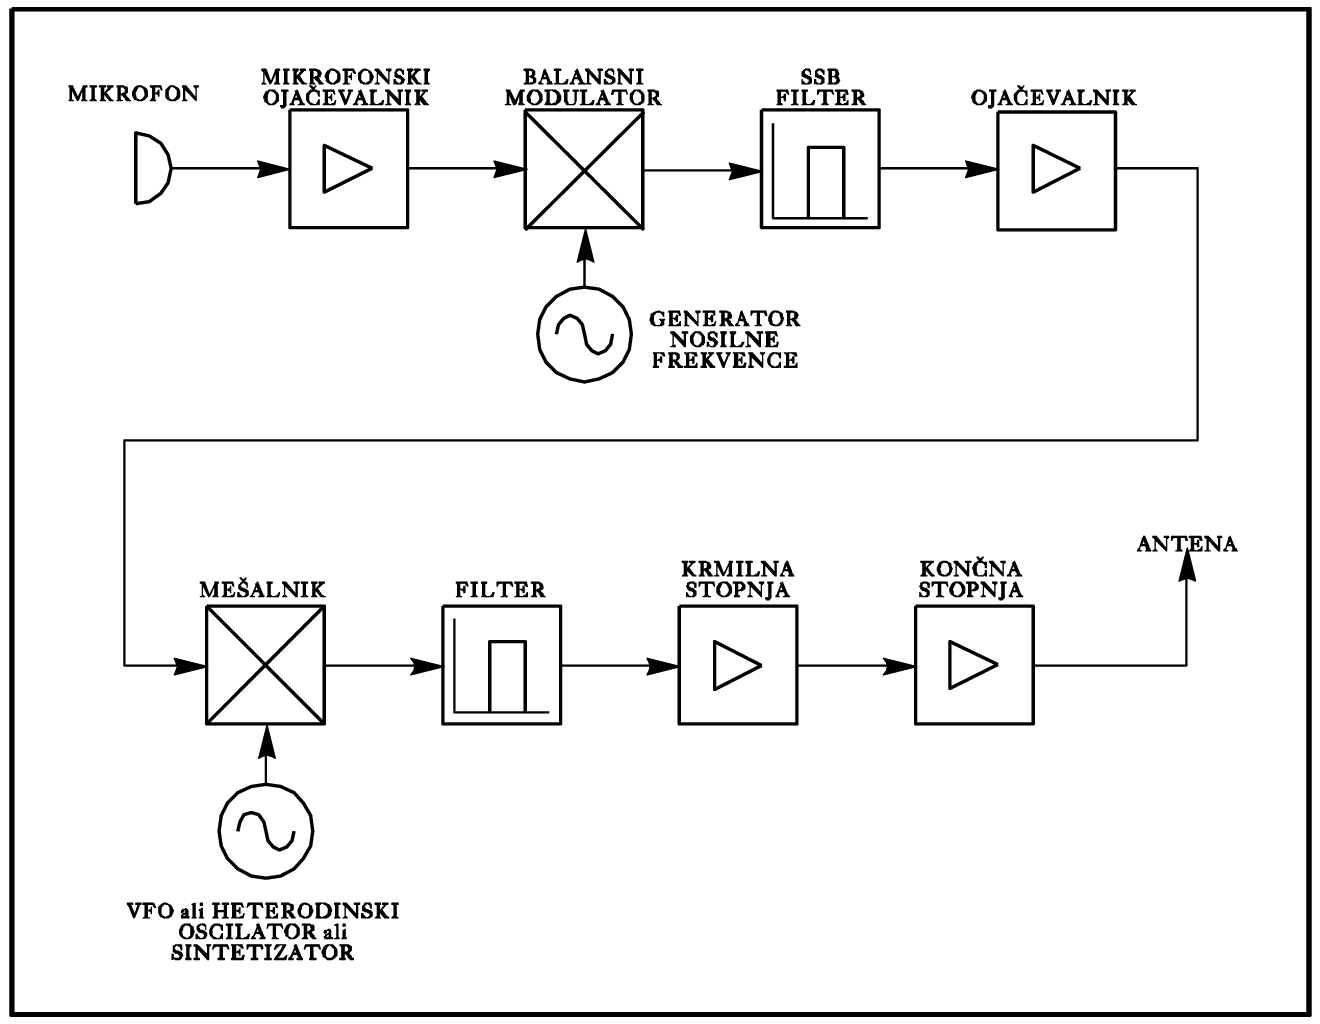 MIKROFON
MIKROFONSKI
OJAČEVALNIK
BALANSNI
MODULATOR
SSB
FILTER
OJAČEVALNIK
GENERATOR
NOSILNE
FREKVENCE
MEŠALNIK
FILTER
KRMILNA
STOPNJA
KONČNA
STOPNJA
ANTENA
VFO ali HETERODINSKI
OSCILATOR ali
SINTETIZATOR